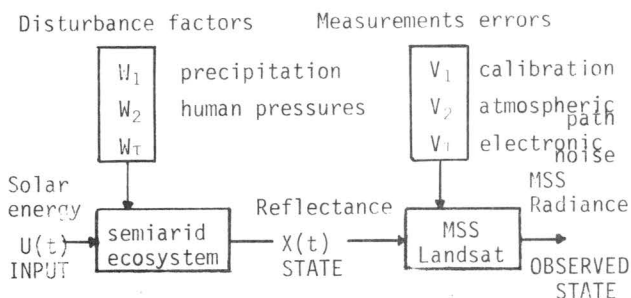 Disturbance factors
Measurements errors
W1 precipitation
W2 human pressures
WT
V1 calibration
V2 atmospheric path
VT electronic noise
Solar energy
U(t)
INPUT
semiarid ecosystem
Reflectance
X(t)
STATE
MSS Landsat
MSS Radiance
OBSERVED STATE